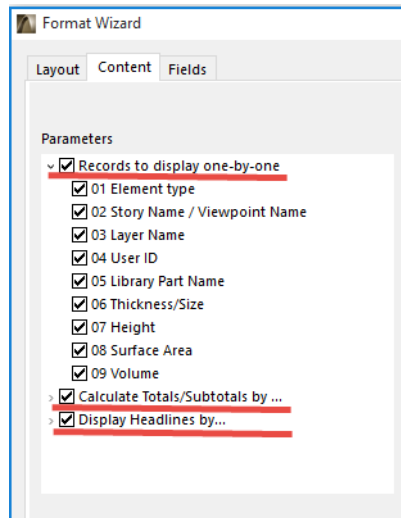 Format Wizard
Layout Content Fields
Parameters
Records to display one-by-one
01 Element type
02 Story Name / Viewpoint Name
03 Layer Name
04 User ID
05 Library Part Name
06 Thickness/Size
07 Height
08 Surface Area
09 Volume
Calculate Totals/Subtotals by ...
Display Headlines by...